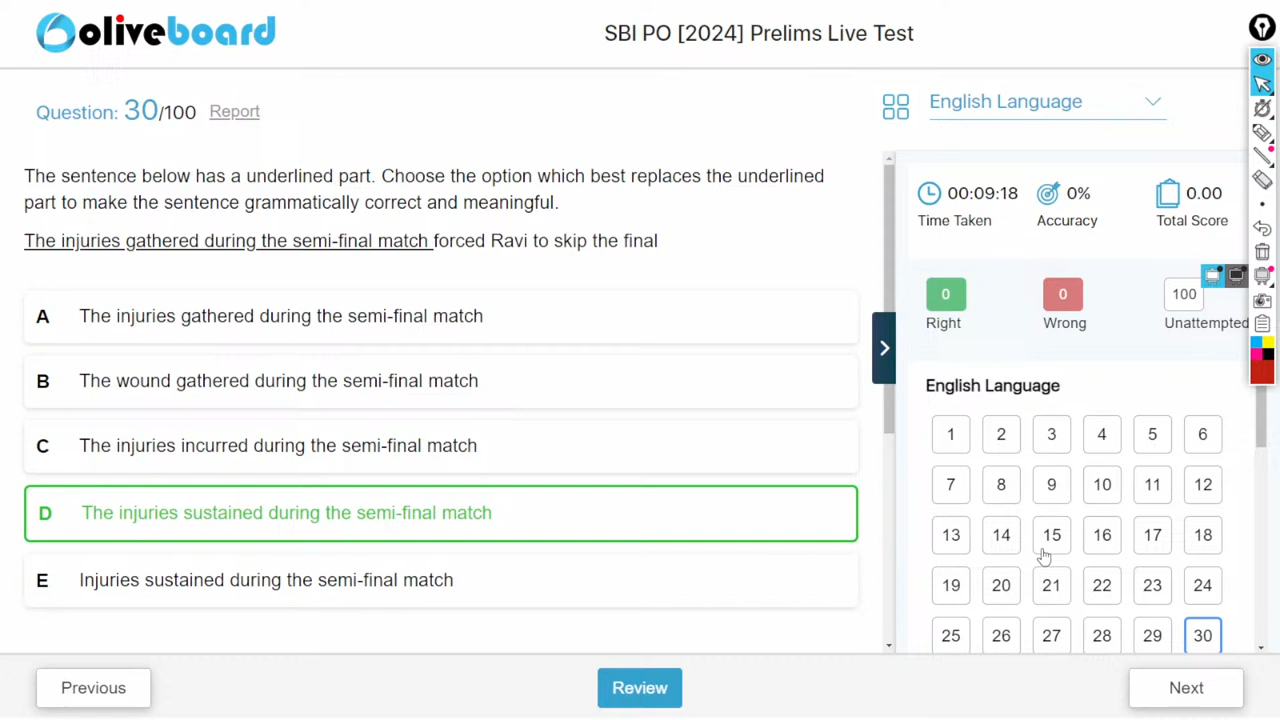 oliveboard
SBI PO [2024] Prelims Live Test
Question: 30/100 Report
English Language
The sentence below has a underlined part. Choose the option which best replaces the underlined
part to make the sentence grammatically correct and meaningful.
The injuries gathered during the semi-final match forced Ravi to skip the final
A The injuries gathered during the semi-final match
B The wound gathered during the semi-final match
C The injuries incurred during the semi-final match
D The injuries sustained during the semi-final match
E Injuries sustained during the semi-final match
00:09:18 0% 0.00
Time Taken Accuracy Total Score
0 0 100
Right Wrong Unattempted
English Language
1 2 3 4 5 6
7 8 9 10 11 12
13 14 15 16 17 18
19 20 21 22 23 24
25 26 27 28 29 30
Previous Review Next